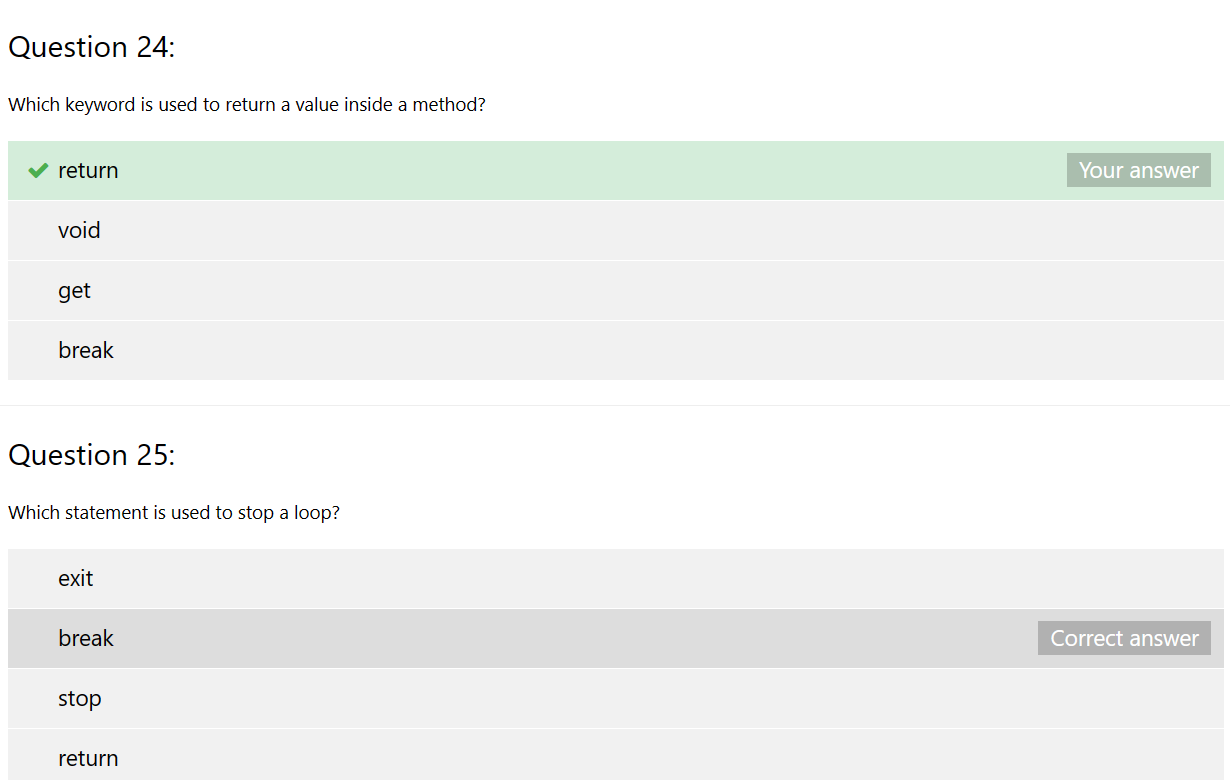 Question 24:
Which keyword is used to return a value inside a method?
return Your answer
void
get
break
Question 25:
Which statement is used to stop a loop?
exit
break Correct answer
stop
return